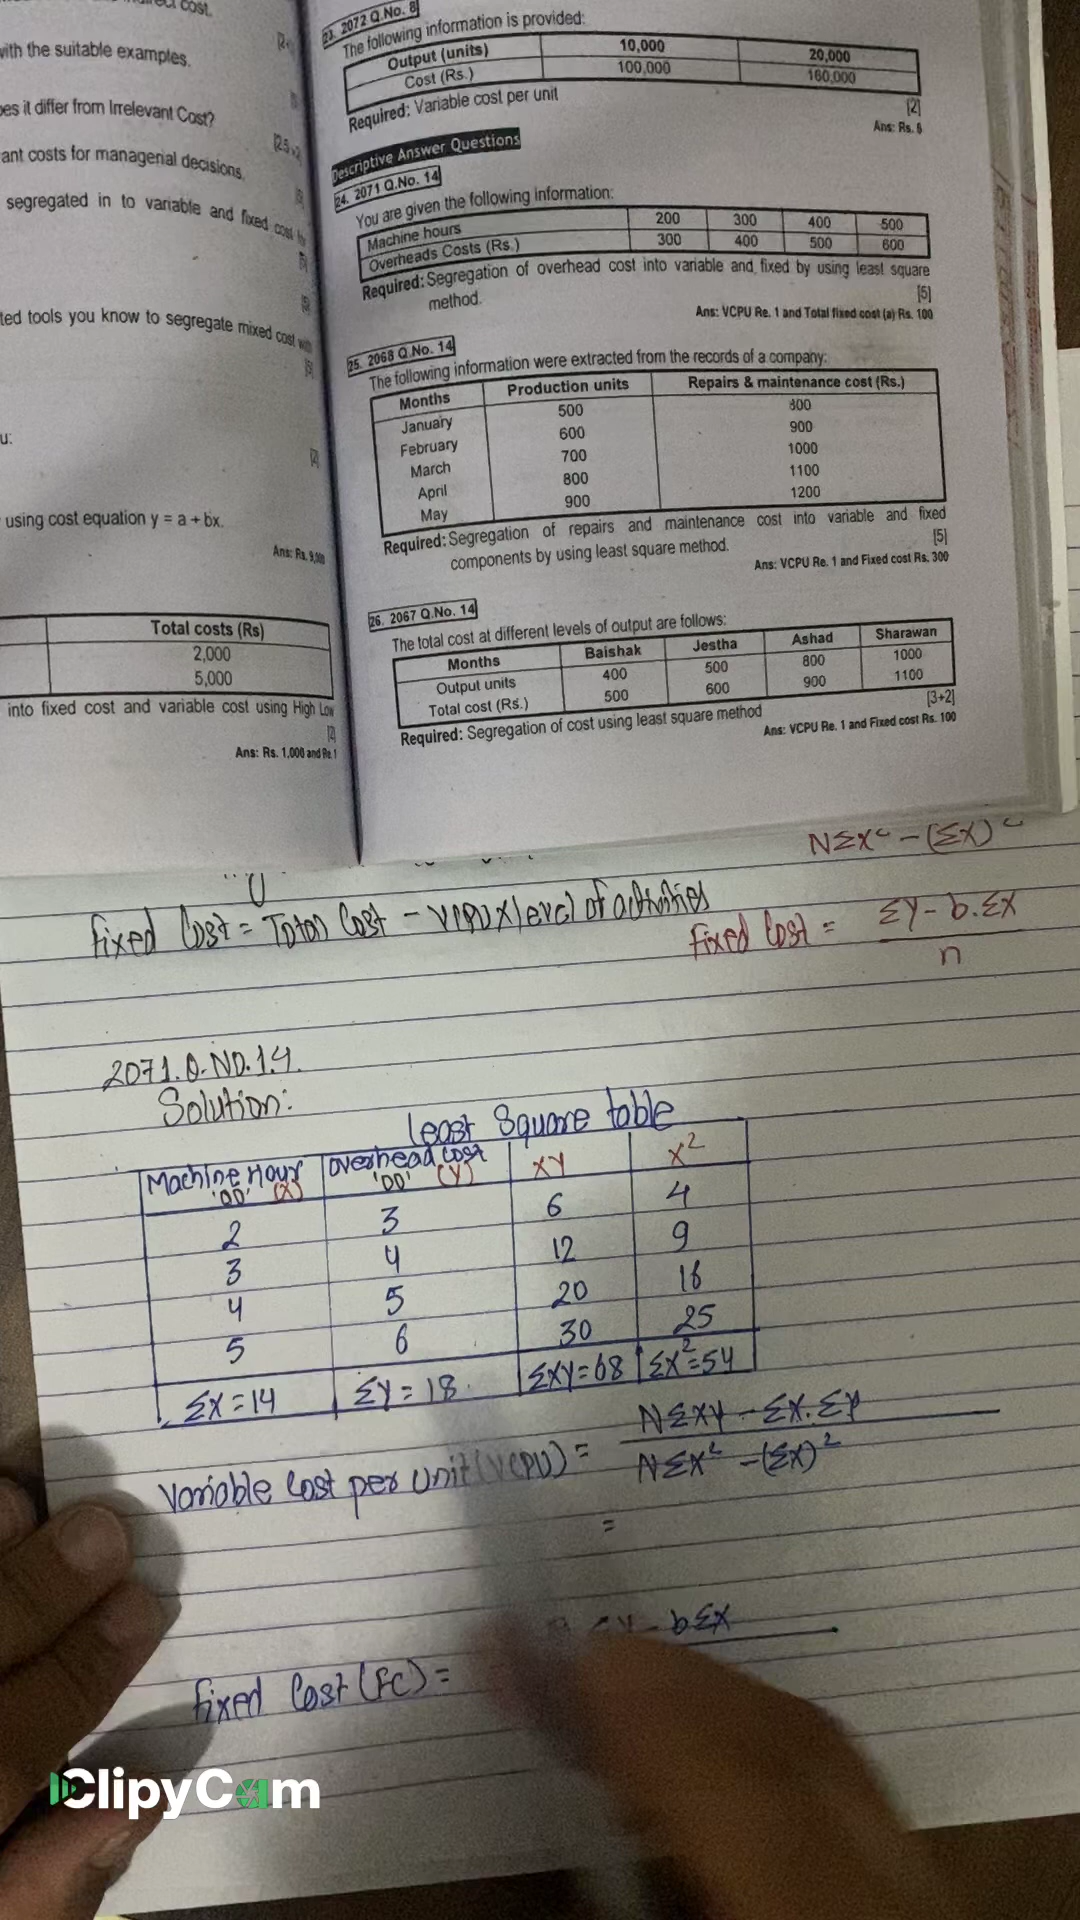 cost.
with the suitable examples.
es it differ from Irrelevant Cost?
ant costs for managerial decisions.
segregated in to variable and fixed cost
ted tools you know to segregate mixed cost
u:
using cost equation y = a + bx.
Total costs (Rs)
2,000
5,000
into fixed cost and variable cost using High Low
[2]
Ans: Rs. 1,000 and Re.1
23. 2072 Q.No. 8
The following information is provided:
Output (units) 10,000 20,000
Cost (Rs.) 100,000 160,000
Required: Variable cost per unit
[2]
Ans: Rs. 6
Descriptive Answer Questions
24. 2071 Q.No. 14
You are given the following information:
Machine hours 200 300 400 500
Overheads Costs (Rs.) 300 400 500 600
Required: Segregation of overhead cost into variable and fixed by using least square
method.
[5]
Ans: VCPU Re. 1 and Total fixed cost (a) Rs. 100
25. 2068 Q.No. 14
The following information were extracted from the records of a company:
Months Production units Repairs & maintenance cost (Rs.)
January 500 800
February 600 900
March 700 1000
April 800 1100
May 900 1200
Required: Segregation of repairs and maintenance cost into variable and fixed
components by using least square method.
[5]
Ans: VCPU Re. 1 and Fixed cost Rs. 300
26. 2067 Q.No. 14
The total cost at different levels of output are follows:
Months Baishak Jestha Ashad Sharawan
Output units 400 500 800 1000
Total cost (Rs.) 500 600 900 1100
Required: Segregation of cost using least square method
[3+2]
Ans: VCPU Re. 1 and Fixed cost Rs. 100
NΣX² - (ΣX)²
Fixed Cost = Total Cost - VCPU X level of activities
Fixed Cost = ΣY - b.ΣX
n
2071.Q.NO.14.
Solution:
Least Square table
Machine Hour '00' (X) Overhead Cost '00' (Y) XY X²
2 3 6 4
3 4 12 9
4 5 20 16
5 6 30 25
ΣX = 14 ΣY = 18 ΣXY = 68 ΣX² = 54
Variable Cost per Unit (VCPU) = NΣXY - ΣX.ΣY
NΣX² - (ΣX)²
=
Fixed Cost (FC) = ΣY - bΣX
ClipyCam